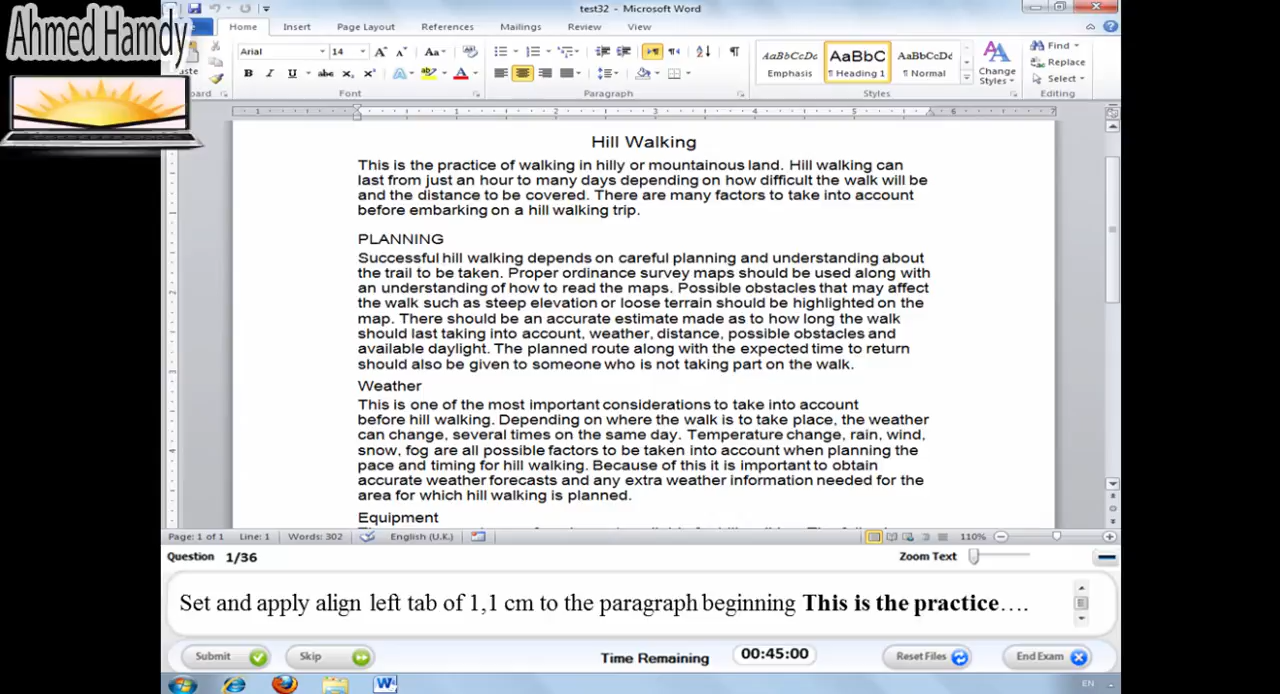 Ahmed Hamdy
test32 - Microsoft Word
Home Insert Page Layout References Mailings Review View
Arial 14 Aa AaBbCcDc AaBbC AaBbCcDd Find
Emphasis ¶ Heading 1 ¶ Normal Change Styles Replace
B I U abc x₂ x² A ab A Select
Font Paragraph Styles Editing
1 1 2 3 4 5 6 7
Hill Walking
This is the practice of walking in hilly or mountainous land. Hill walking can
last from just an hour to many days depending on how difficult the walk will be
and the distance to be covered. There are many factors to take into account
before embarking on a hill walking trip.
PLANNING
Successful hill walking depends on careful planning and understanding about
the trail to be taken. Proper ordinance survey maps should be used along with
an understanding of how to read the maps. Possible obstacles that may affect
the walk such as steep elevation or loose terrain should be highlighted on the
map. There should be an accurate estimate made as to how long the walk
should last taking into account, weather, distance, possible obstacles and
available daylight. The planned route along with the expected time to return
should also be given to someone who is not taking part on the walk.
Weather
This is one of the most important considerations to take into account
before hill walking. Depending on where the walk is to take place, the weather
can change, several times on the same day. Temperature change, rain, wind,
snow, fog are all possible factors to be taken into account when planning the
pace and timing for hill walking. Because of this it is important to obtain
accurate weather forecasts and any extra weather information needed for the
area for which hill walking is planned.
Equipment
Page: 1 of 1 Line: 1 Words: 302 English (U.K.) 110%
Question 1/36 Zoom Text
Set and apply align left tab of 1,1 cm to the paragraph beginning This is the practice….
Submit Skip Time Remaining 00:45:00 Reset Files End Exam
EN